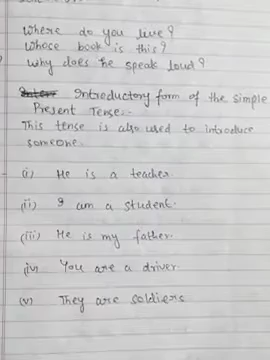 Where do you live?
Whose book is this?
Why does he speak loud?
Introductory form of the simple
Present Tense:-
This tense is also used to introduce
someone.
(i) He is a teacher.
(ii) I am a student.
(iii) He is my father.
(iv) You are a driver.
(v) They are soldiers